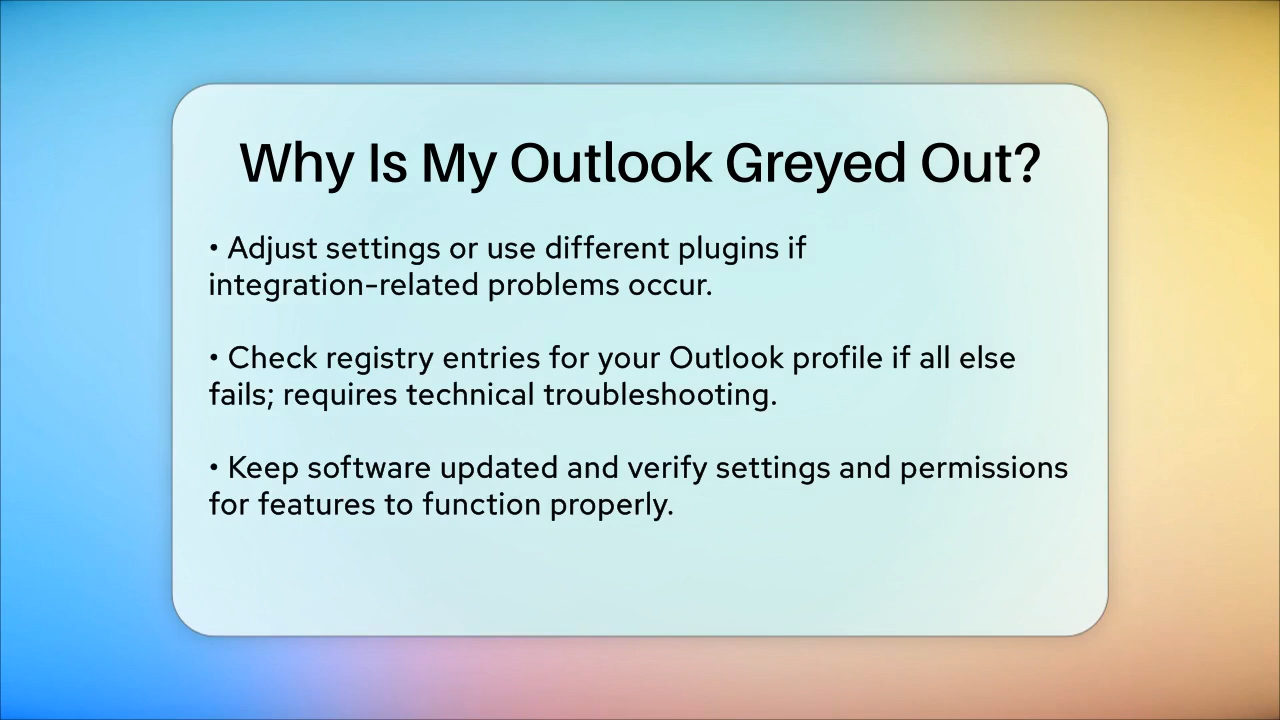 Why Is My Outlook Greyed Out?
• Adjust settings or use different plugins if
integration-related problems occur.
• Check registry entries for your Outlook profile if all else
fails; requires technical troubleshooting.
• Keep software updated and verify settings and permissions
for features to function properly.